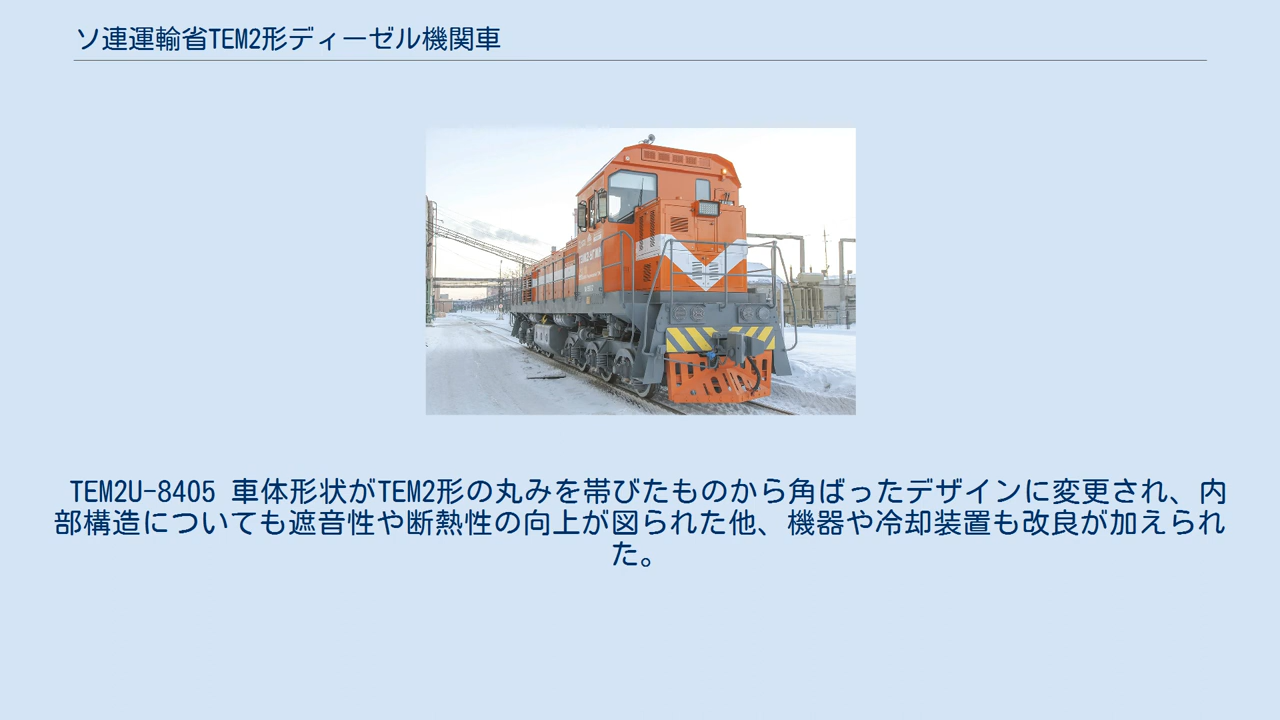 ソ連運輸省TEM2形ディーゼル機関車
TEM2U-8405 車体形状がTEM2形の丸みを帯びたものから角ばったデザインに変更され、内
部構造についても遮音性や断熱性の向上が図られた他、機器や冷却装置も改良が加えられ
た。